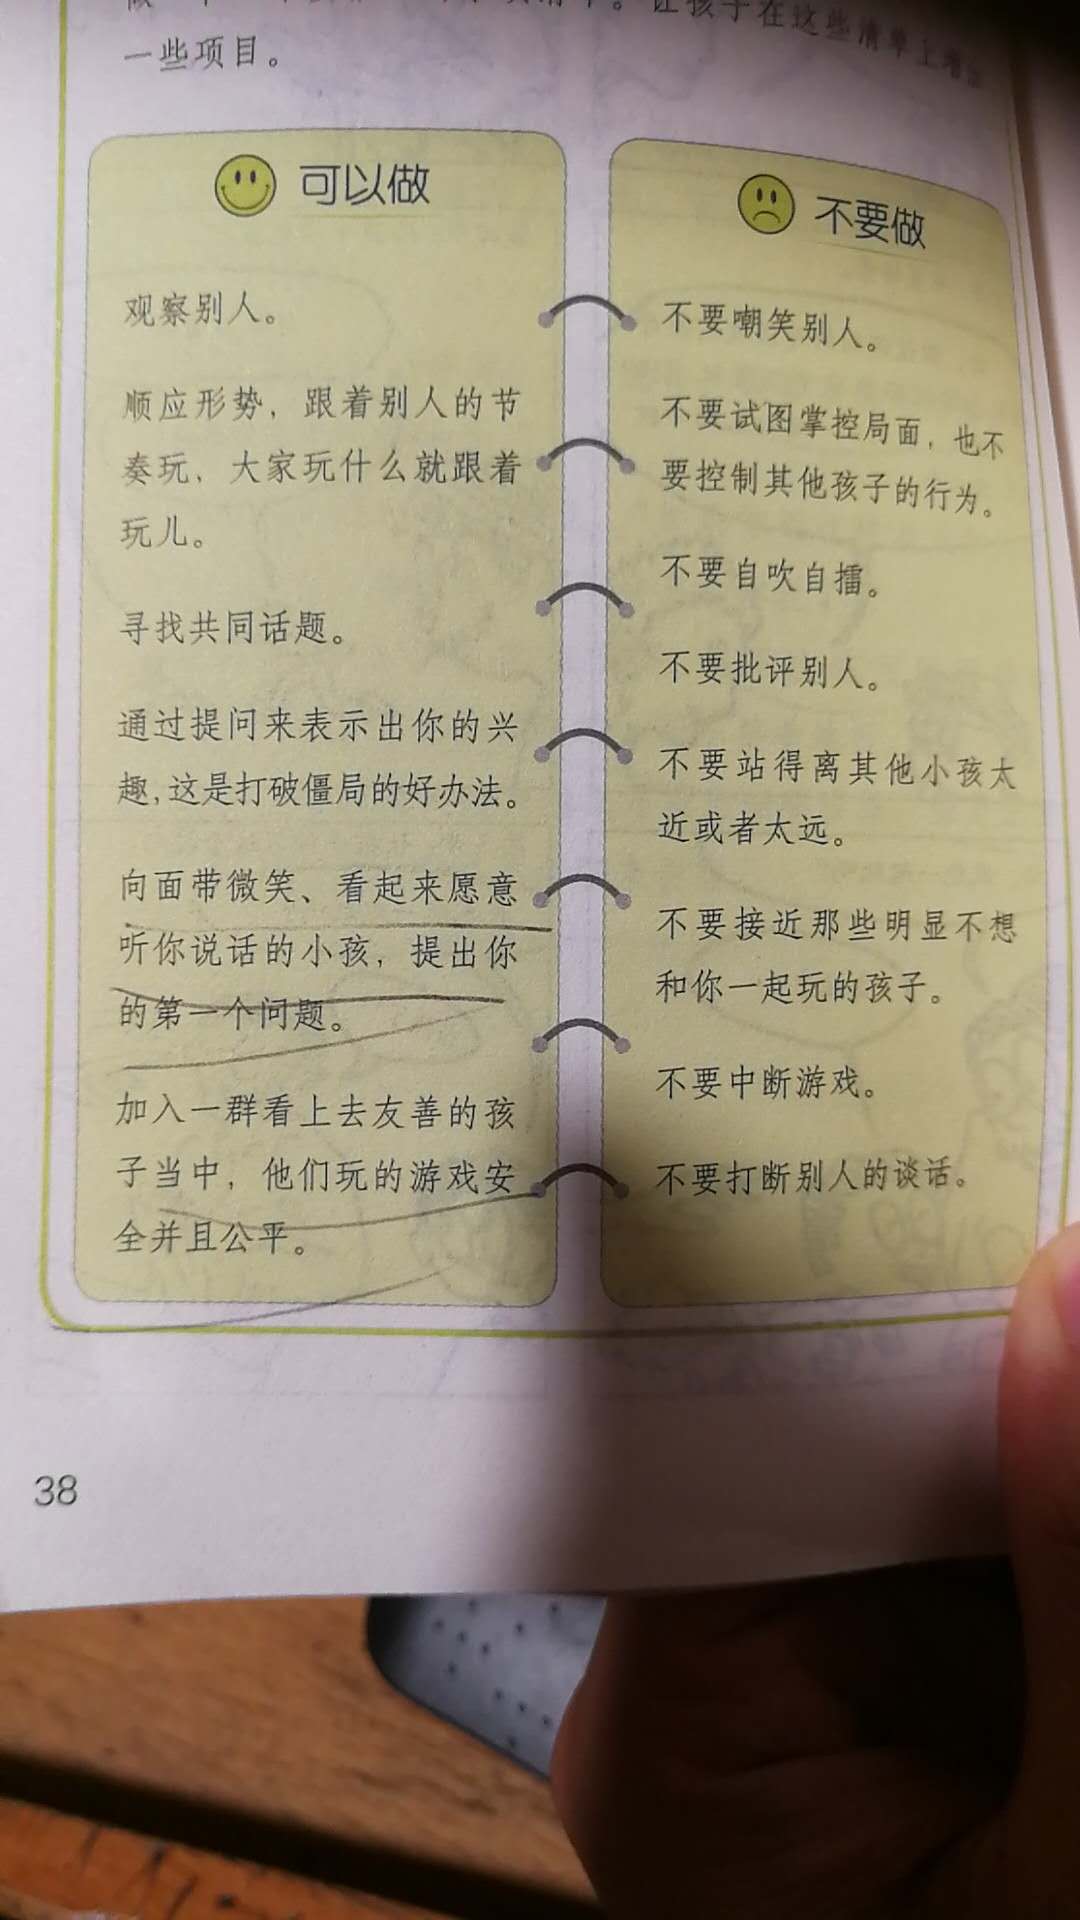 让孩子在这些清单上增加
一些项目。
可以做
观察别人。
顺应形势，跟着别人的节
奏玩，大家玩什么就跟着
玩儿。
寻找共同话题。
通过提问来表示出你的兴
趣，这是打破僵局的好办法。
向面带微笑、看起来愿意
听你说话的小孩，提出你
的第一个问题。
加入一群看上去友善的孩
子当中，他们玩的游戏安
全并且公平。
不要做
不要嘲笑别人。
不要试图掌控局面，也不
要控制其他孩子的行为。
不要自吹自擂。
不要批评别人。
不要站得离其他小孩太
近或者太远。
不要接近那些明显不想
和你一起玩的孩子。
不要中断游戏。
不要打断别人的谈话。
38